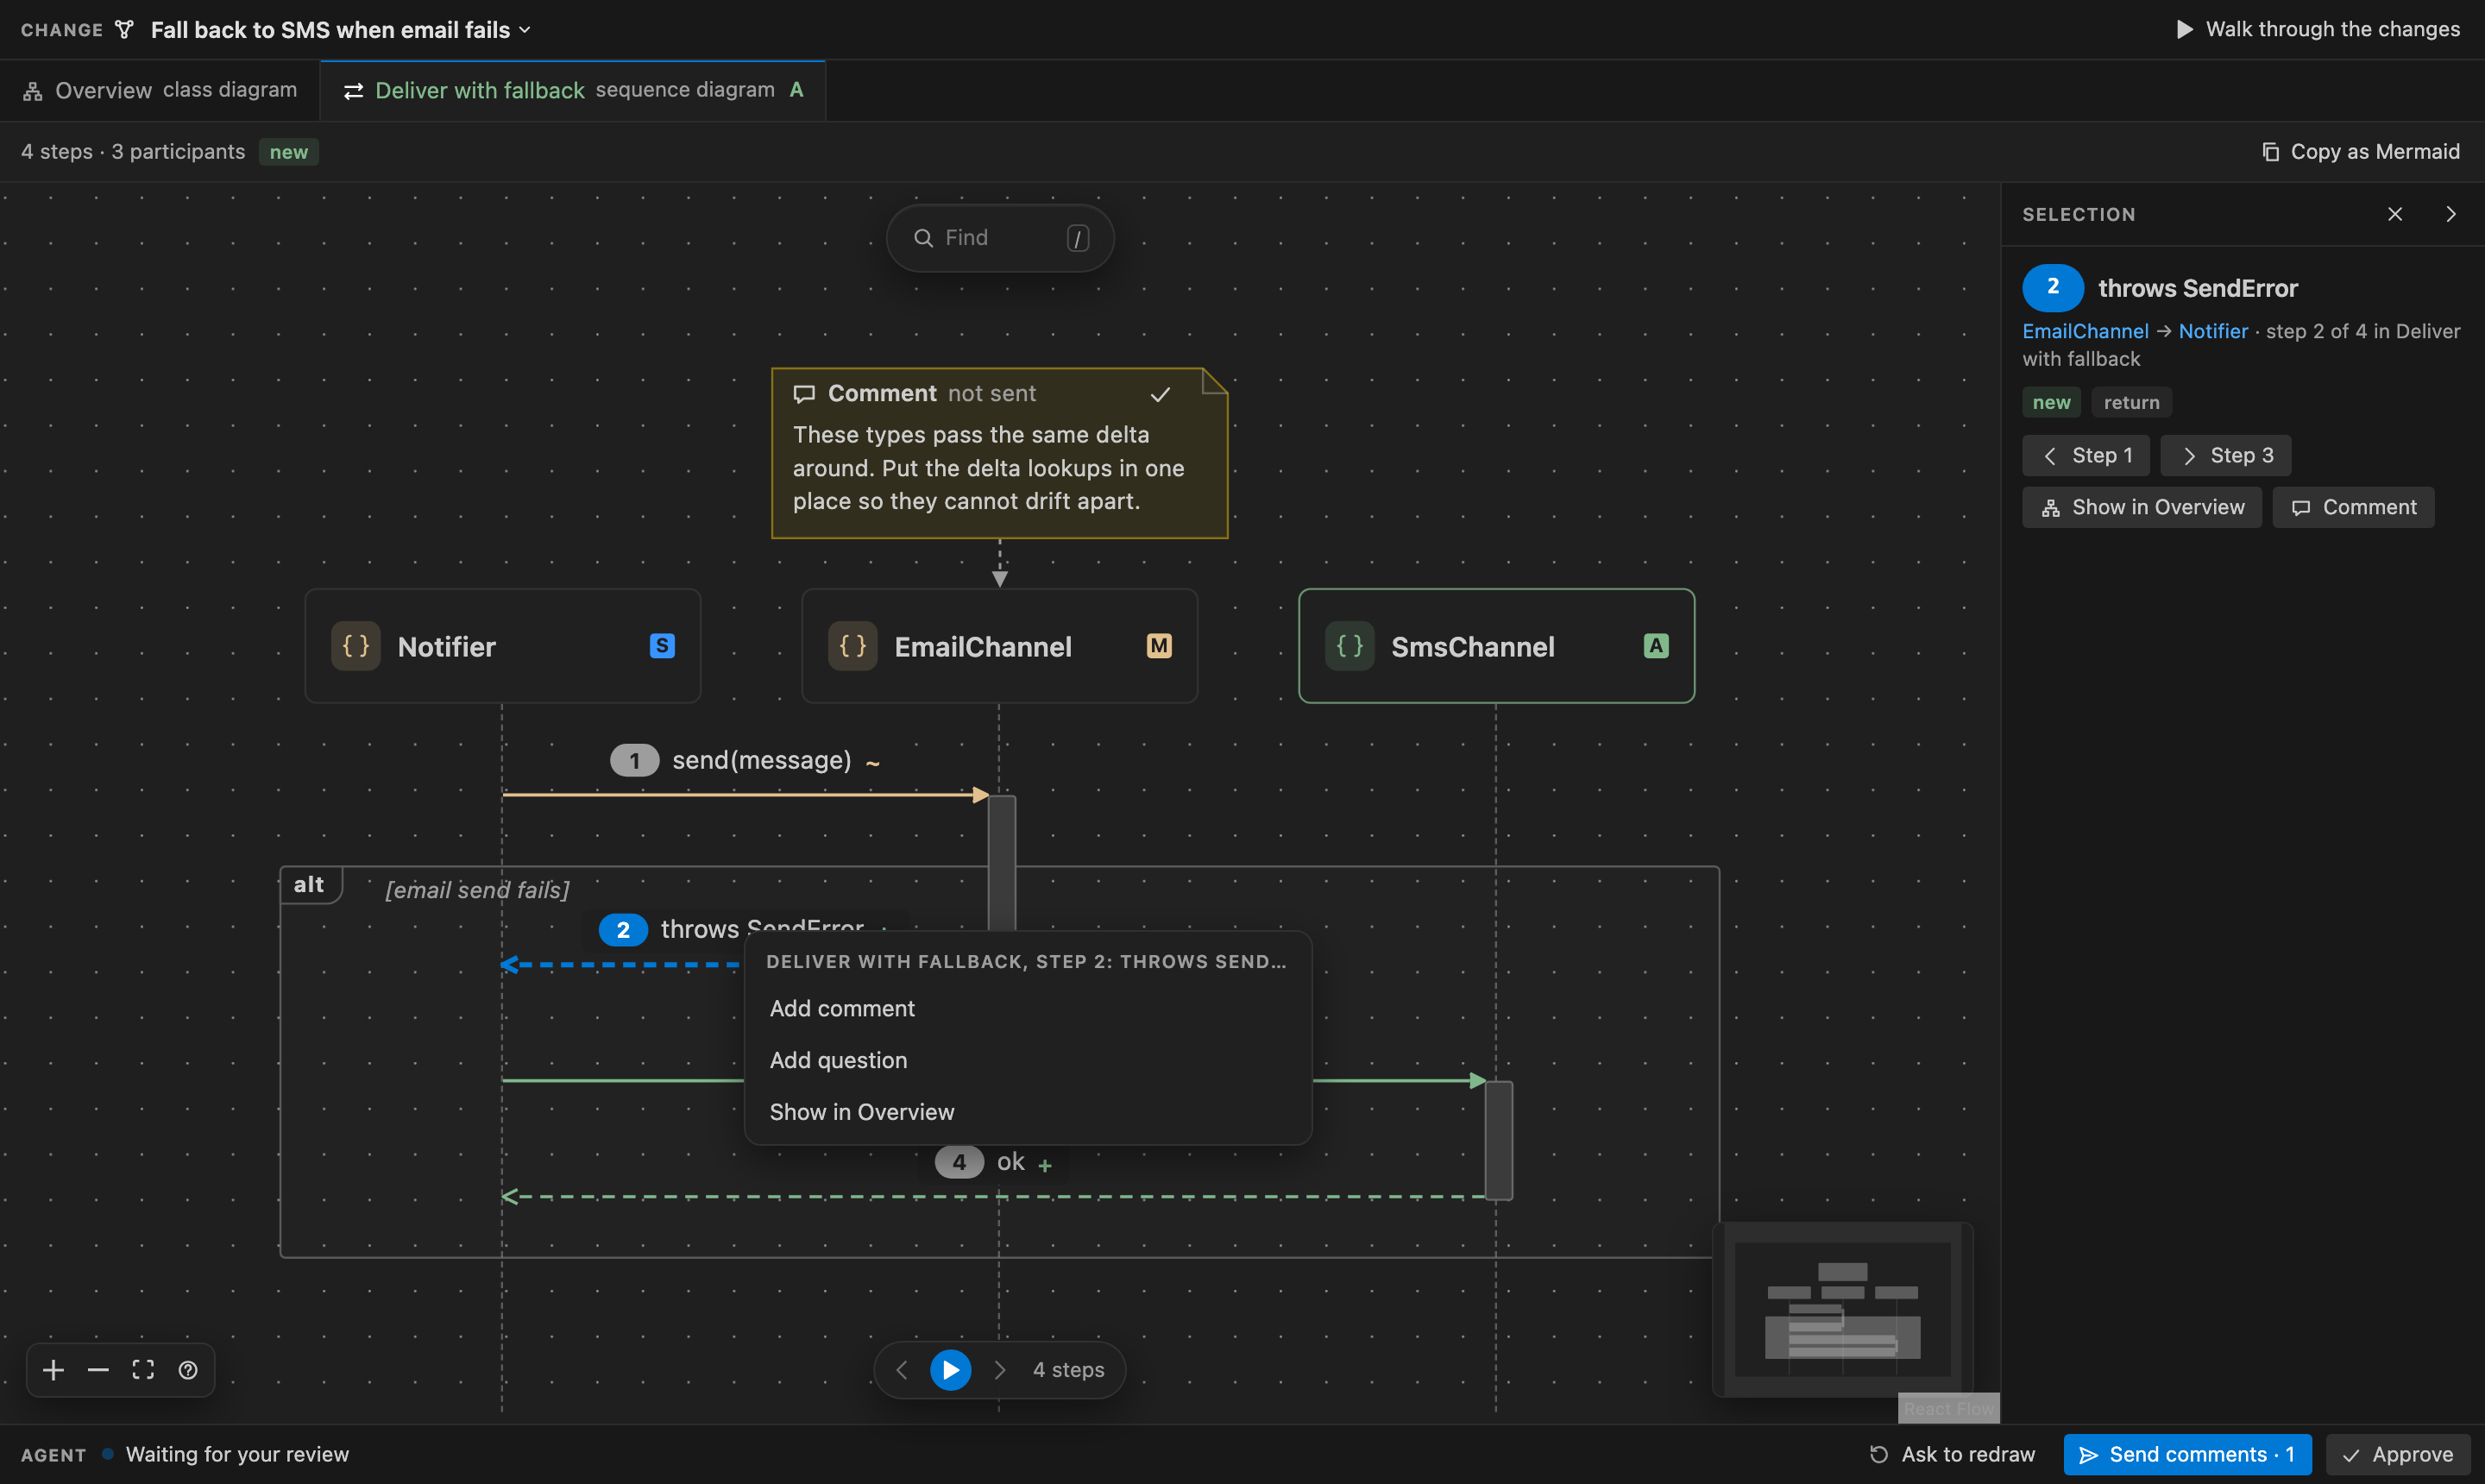 CHANGE Fall back to SMS when email fails
Walk through the changes
Overview class diagram
Deliver with fallback sequence diagram A
4 steps · 3 participants new
Copy as Mermaid
Find /
SELECTION
2 throws SendError
EmailChannel → Notifier · step 2 of 4 in Deliver
with fallback
new return
Step 1 Step 3
Show in Overview Comment
Comment not sent
These types pass the same delta
around. Put the delta lookups in one
place so they cannot drift apart.
{} Notifier S
{} EmailChannel M
{} SmsChannel A
1 send(message) ~
alt [email send fails]
2 throws SendError
DELIVER WITH FALLBACK, STEP 2: THROWS SEND…
Add comment
Add question
Show in Overview
4 ok +
4 steps
React Flow
AGENT Waiting for your review
Ask to redraw
Send comments · 1
Approve